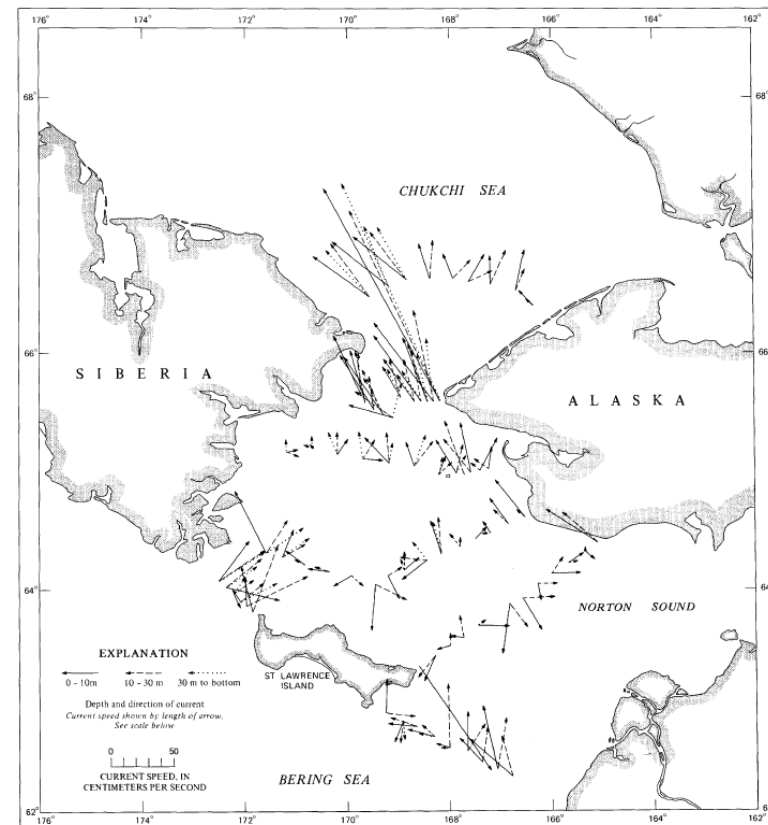 176° 174° 172° 170° 168° 166° 164° 162°
68° 68°
CHUKCHI SEA
66° 66°
SIBERIA
ALASKA
64° 64°
NORTON SOUND
EXPLANATION
0 - 10m 10 - 30 m 30 m to bottom
ST LAWRENCE
ISLAND
Depth and direction of current
Current speed shown by length of arrow.
See scale below
0 50
CURRENT SPEED, IN
CENTIMETERS PER SECOND
BERING SEA
62°
176° 174° 172° 170° 168° 166° 164° 162°